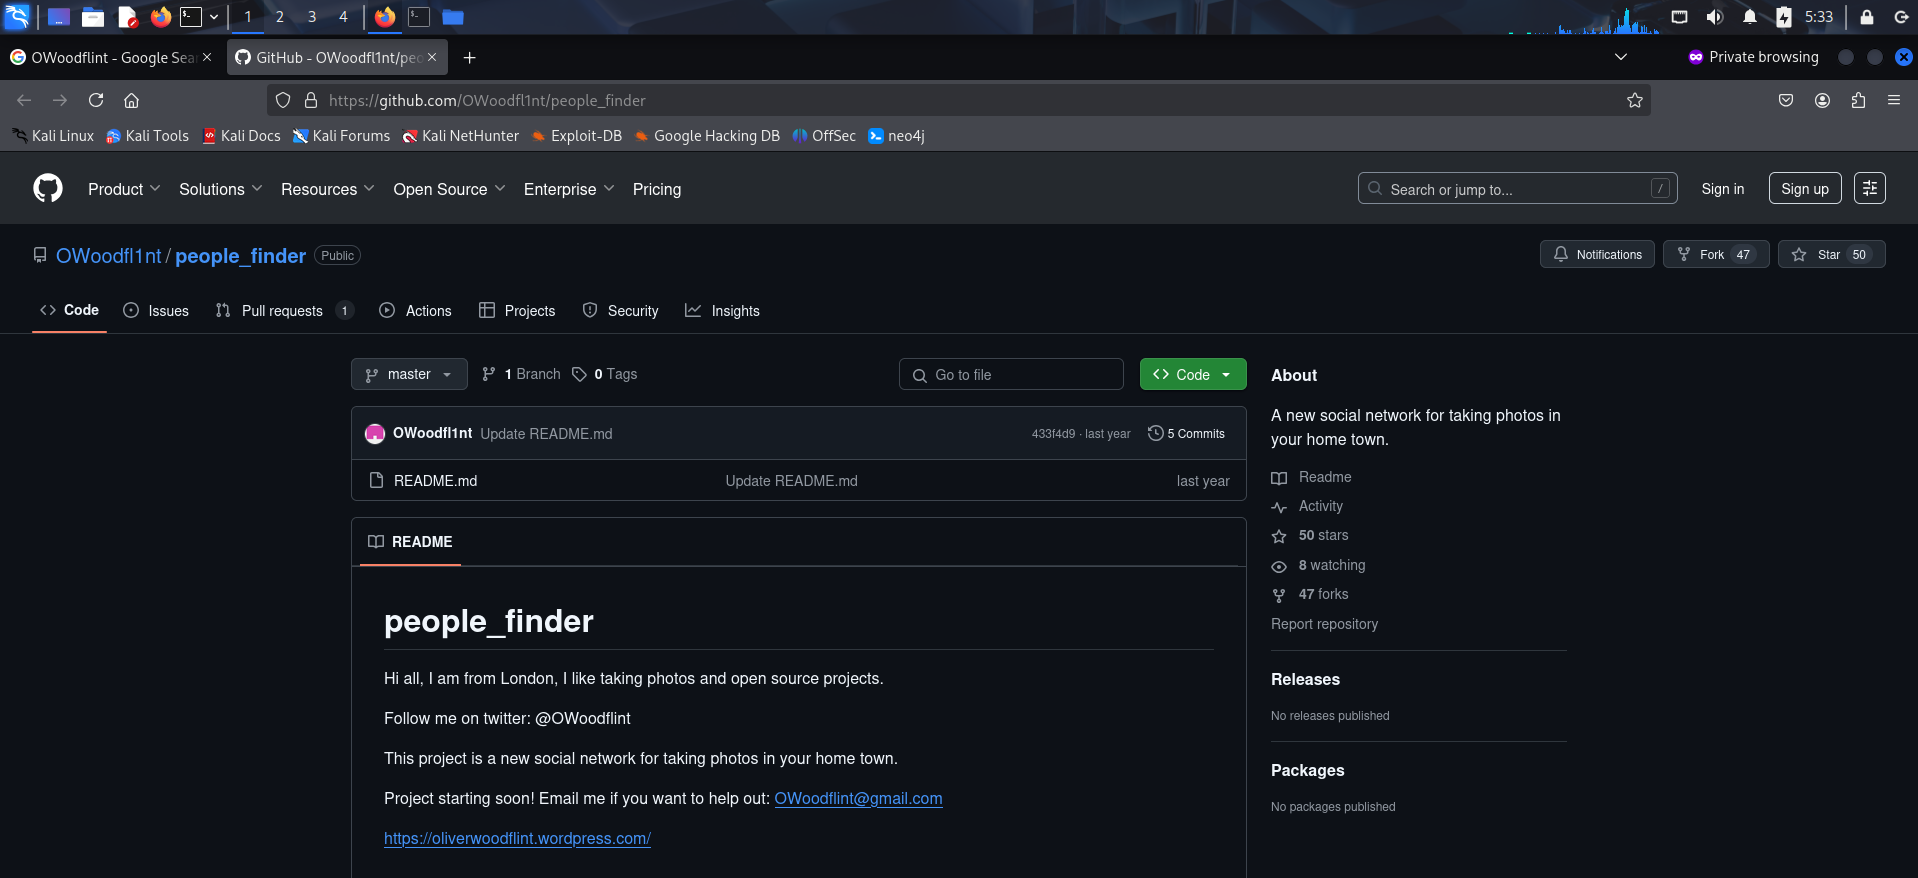 1 2 3 4 5:33
OWoodflint - Google Sea
GitHub - OWoodfl1nt/peo
Private browsing
https://github.com/OWoodfl1nt/people_finder
Kali Linux Kali Tools Kali Docs Kali Forums Kali NetHunter Exploit-DB Google Hacking DB OffSec neo4j
Product Solutions Resources Open Source Enterprise Pricing Search or jump to... / Sign in Sign up
OWoodfl1nt / people_finder Public Notifications Fork 47 Star 50
Code Issues Pull requests 1 Actions Projects Security Insights
master 1 Branch 0 Tags Go to file Code
OWoodfl1nt Update README.md 433f4d9 · last year 5 Commits
README.md Update README.md last year
README
people_finder
Hi all, I am from London, I like taking photos and open source projects.
Follow me on twitter: @OWoodflint
This project is a new social network for taking photos in your home town.
Project starting soon! Email me if you want to help out: OWoodflint@gmail.com
https://oliverwoodflint.wordpress.com/
About
A new social network for taking photos in
your home town.
Readme
Activity
50 stars
8 watching
47 forks
Report repository
Releases
No releases published
Packages
No packages published